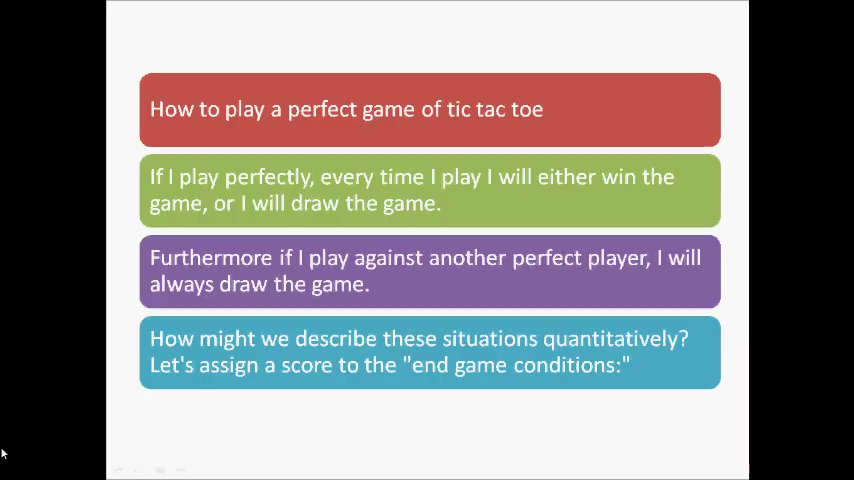 How to play a perfect game of tic tac toe
If I play perfectly, every time I play I will either win the
game, or I will draw the game.
Furthermore if I play against another perfect player, I will
always draw the game.
How might we describe these situations quantitatively?
Let's assign a score to the "end game conditions:"